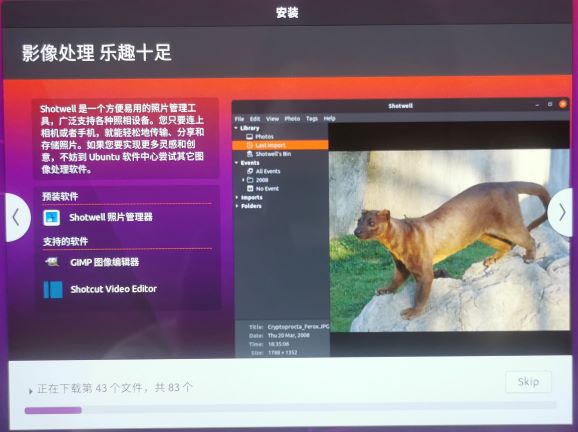 安装
影像处理 乐趣十足
Shotwell 是一个方便易用的照片管理工
具，广泛支持各种照相设备。您只要连上
相机或者手机，就能轻松地传输、分享和
存储照片。如果您要实现更多灵感和创
意，不妨到 Ubuntu 软件中心尝试其它图
像处理软件。
预装软件
Shotwell 照片管理器
支持的软件
GIMP 图像编辑器
Shotcut Video Editor
Shotwell
File Edit View Photo Tags Help
Library
Photos
Last Import
Shotwell's Bin
Events
All Events
2008
No Event
Imports
Folders
Title: Cryptoprocta_Ferox.JPG
Date: Thu 20 Mar, 2008
Time: 18:35:06
Size: 1788 × 1352
正在下载第 43 个文件，共 83 个
Skip